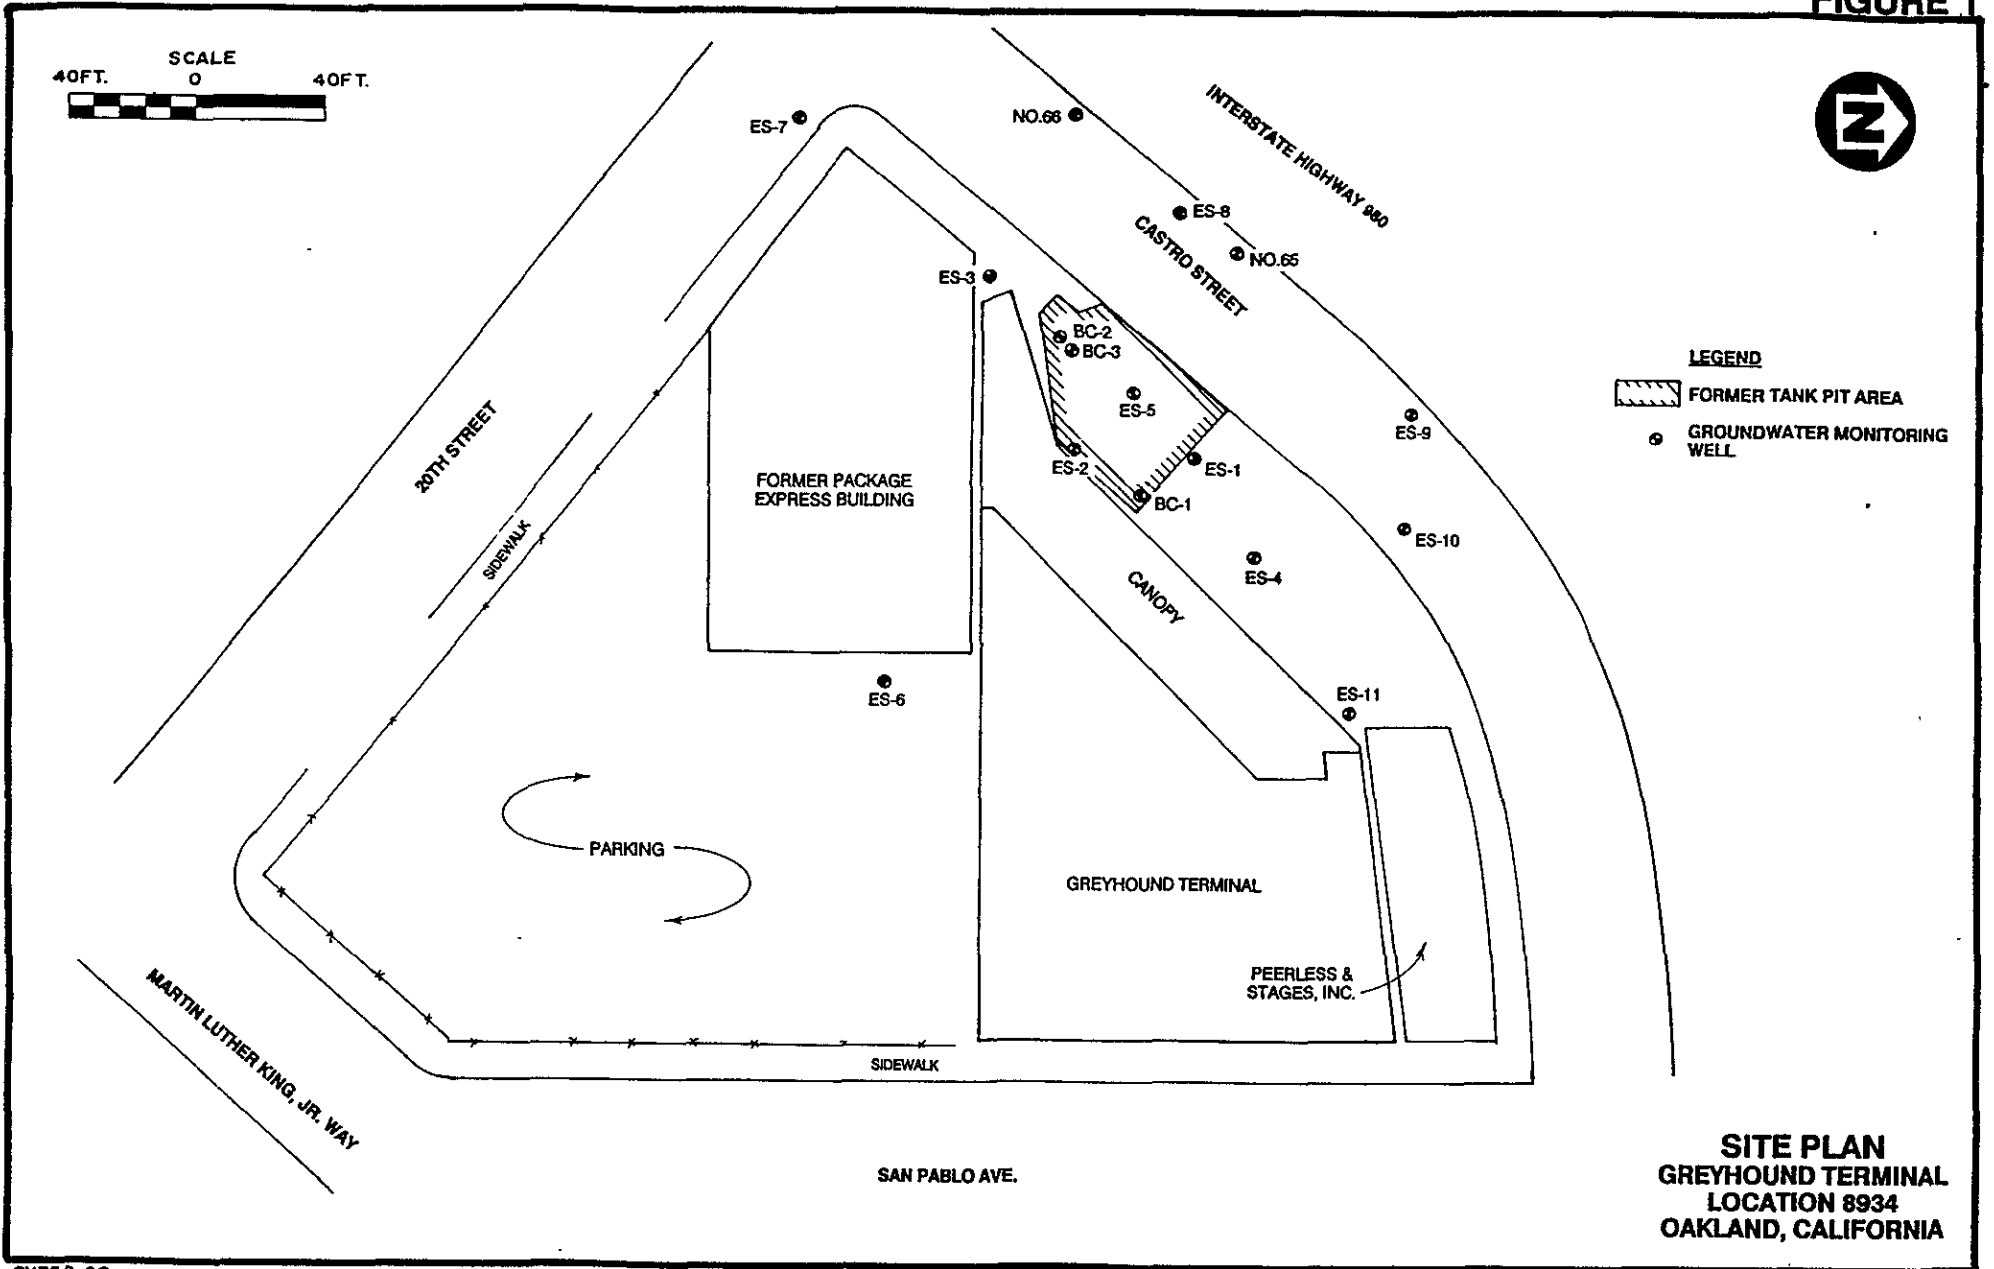 FIGURE 1
SCALE
40FT. 0 40FT.
N
ES-7
NO.66
INTERSTATE HIGHWAY 980
ES-8
CASTRO STREET
NO.65
ES-3
BC-2
BC-3
ES-5
ES-2
ES-1
BC-1
ES-9
ES-10
ES-4
LEGEND
FORMER TANK PIT AREA
GROUNDWATER MONITORING
WELL
20TH STREET
SIDEWALK
FORMER PACKAGE
EXPRESS BUILDING
CANOPY
ES-6
ES-11
PARKING
GREYHOUND TERMINAL
PEERLESS &
STAGES, INC.
MARTIN LUTHER KING, JR. WAY
SIDEWALK
SAN PABLO AVE.
SITE PLAN
GREYHOUND TERMINAL
LOCATION 8934
OAKLAND, CALIFORNIA